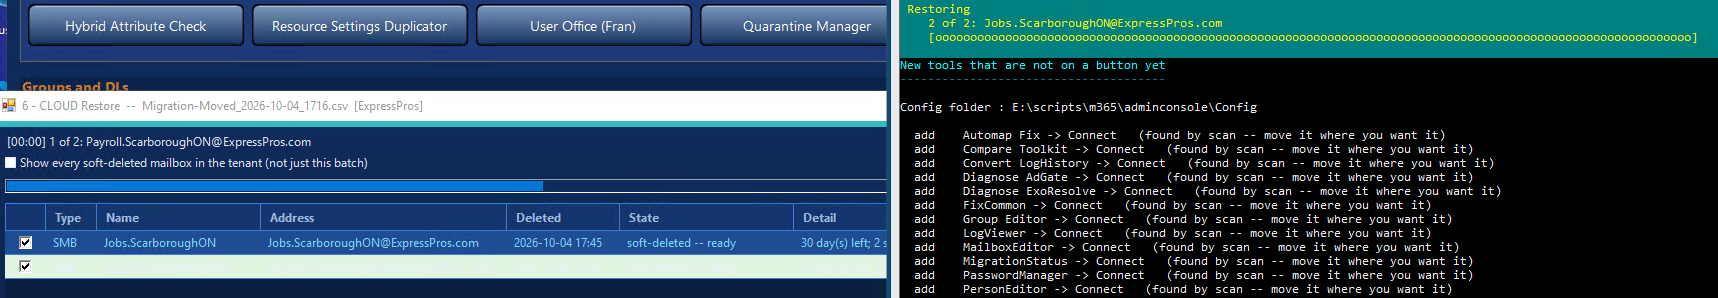 Hybrid Attribute Check
Resource Settings Duplicator
User Office (Fran)
Quarantine Manager
Groups and DLs
6 - CLOUD Restore -- Migration-Moved_2026-10-04_1716.csv [ExpressPros]
[00:00] 1 of 2: Payroll.ScarboroughON@ExpressPros.com
Show every soft-deleted mailbox in the tenant (not just this batch)
Type Name Address Deleted State Detail
SMB Jobs.ScarboroughON Jobs.ScarboroughON@ExpressPros.com 2026-10-04 17:45 soft-deleted -- ready 30 day(s) left; 2 s
Restoring
2 of 2: Jobs.ScarboroughON@ExpressPros.com
[oooooooooooooooooooooooooooooooooooooooooooooooooooooooooooooooooooooooooooooooooooooooooooooooooooooooooooo]
New tools that are not on a button yet
--------------------------------------
Config folder : E:\scripts\m365\adminconsole\Config
add Automap Fix -> Connect (found by scan -- move it where you want it)
add Compare Toolkit -> Connect (found by scan -- move it where you want it)
add Convert LogHistory -> Connect (found by scan -- move it where you want it)
add Diagnose AdGate -> Connect (found by scan -- move it where you want it)
add Diagnose ExoResolve -> Connect (found by scan -- move it where you want it)
add FixCommon -> Connect (found by scan -- move it where you want it)
add Group Editor -> Connect (found by scan -- move it where you want it)
add LogViewer -> Connect (found by scan -- move it where you want it)
add MailboxEditor -> Connect (found by scan -- move it where you want it)
add MigrationStatus -> Connect (found by scan -- move it where you want it)
add PasswordManager -> Connect (found by scan -- move it where you want it)
add PersonEditor -> Connect (found by scan -- move it where you want it)